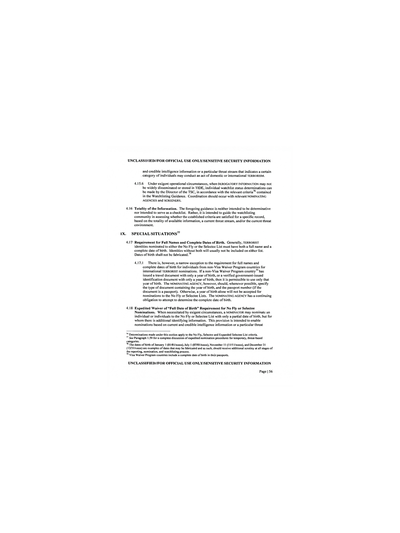 UNCLASSIFIED//FOR OFFICIAL USE ONLY/SENSITIVE SECURITY INFORMATION
and credible intelligence information or a particular threat stream that indicates a certain
category of individuals may conduct an act of domestic or international TERRORISM.
4.15.6 Under exigent operational circumstances, when DEROGATORY INFORMATION may not
be widely disseminated or stored in TIDE, individual watchlist status determinations can
be made by the Director of the TSC, in accordance with the relevant criteria contained
in the Watchlisting Guidance. Coordination should occur with relevant NOMINATING
AGENCIES and SCREENERS.
4.16 Totality of the Information. The foregoing guidance is neither intended to be determinative
nor intended to serve as a checklist. Rather, it is intended to guide the watchlisting
community in assessing whether the established criteria are satisfied for a specific record,
based on the totality of available information, a current threat stream, and/or the current threat
environment.
IX. SPECIAL SITUATIONS
4.17 Requirement for Full Names and Complete Dates of Birth. Generally, TERRORIST
identities nominated to either the No Fly or the Selectee List must have both a full name and a
complete date of birth. Identities without both will usually not be included on either list.
Dates of birth shall not be fabricated.
4.17.1 There is, however, a narrow exception to the requirement for full names and
complete dates of birth for individuals from non-Visa Waiver Program countries for
international TERRORIST nominations. If a non-Visa Waiver Program country has
issued a travel document with only a year of birth, or a verified government issued
identification document with only a year of birth, then it is permissible to use only that
year of birth. The NOMINATING AGENCY, however, should, whenever possible, specify
the type of document containing the year of birth, and the passport number (if the
document is a passport). Otherwise, a year of birth alone will not be accepted for
nominations to the No Fly or Selectee Lists. The NOMINATING AGENCY has a continuing
obligation to attempt to determine the complete date of birth.
4.18 Expedited Waiver of "Full Date of Birth" Requirement for No Fly or Selectee
Nominations. When necessitated by exigent circumstances, a NOMINATOR may nominate an
individual or individuals to the No Fly or Selectee List with only a partial date of birth, but for
whom there is additional identifying information. This provision is intended to enable
nominations based on current and credible intelligence information or a particular threat
UNCLASSIFIED//FOR OFFICIAL USE ONLY/SENSITIVE SECURITY INFORMATION
Page | 56